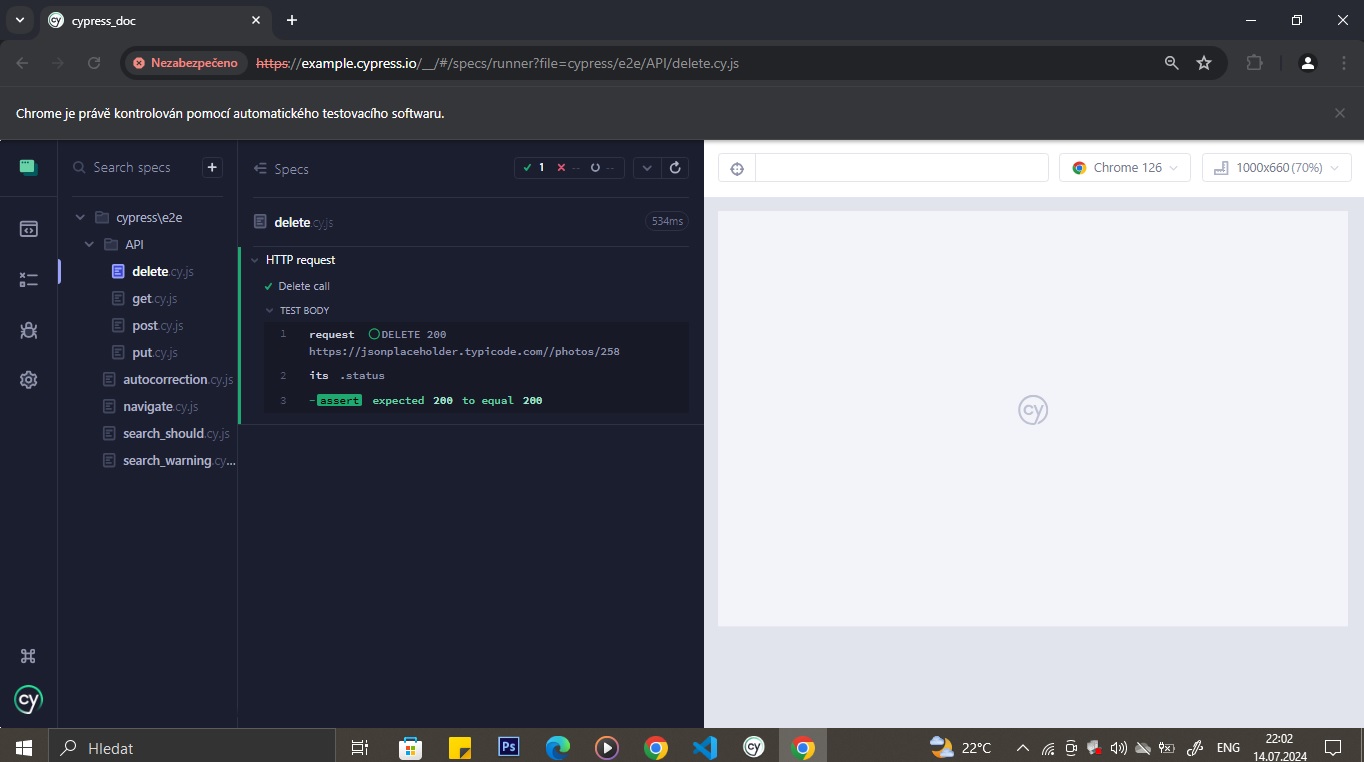 cypress_doc
Nezabezpečeno https://example.cypress.io/__/#/specs/runner?file=cypress/e2e/API/delete.cy.js
Chrome je právě kontrolován pomocí automatického testovacího softwaru.
Search specs
+
cypress\e2e
API
delete.cy.js
get.cy.js
post.cy.js
put.cy.js
autocorrection.cy.js
navigate.cy.js
search_should.cy.js
search_warning.cy...
cy
Specs
1 -- --
delete.cy.js 534ms
HTTP request
Delete call
TEST BODY
1 request DELETE 200
https://jsonplaceholder.typicode.com//photos/258
2 its .status
3 -assert expected 200 to equal 200
Chrome 126
1000x660 (70%)
cy
Hledat
Ps
cy
22°C
ENG
22:02
14.07.2024